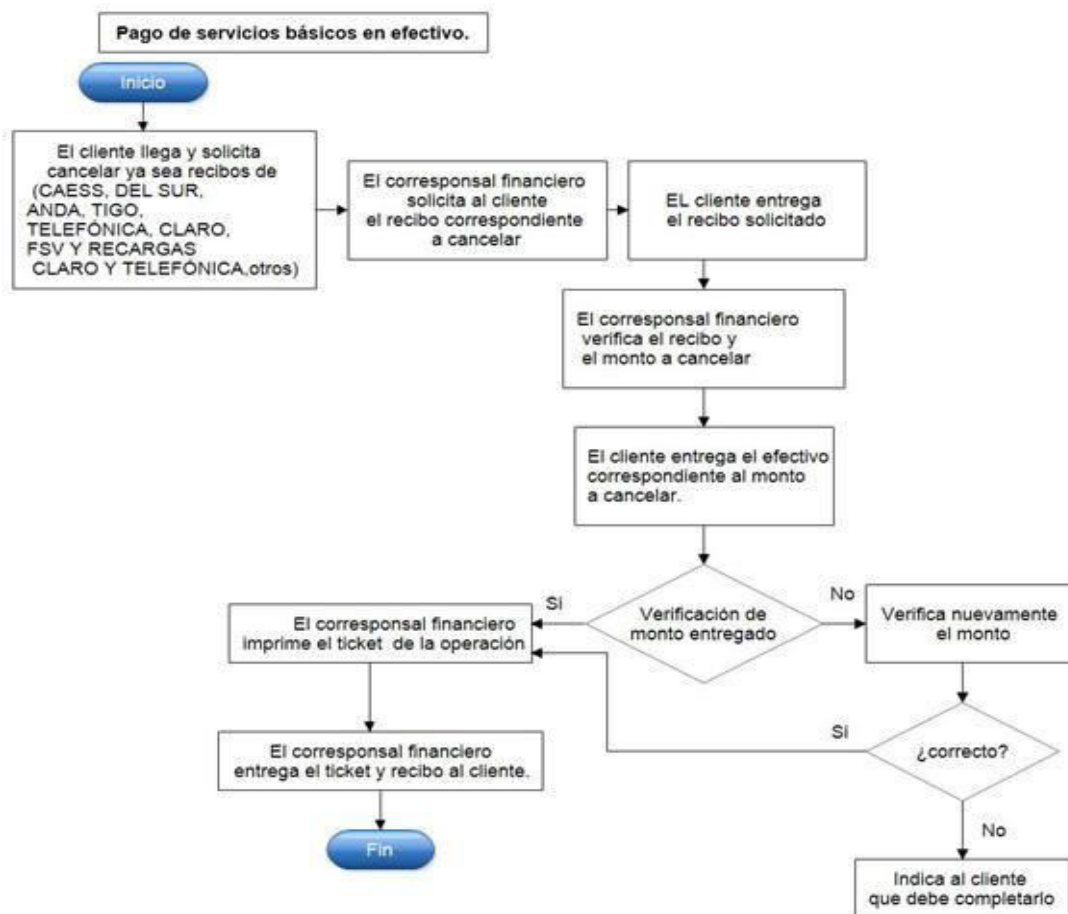 Pago de servicios básicos en efectivo.
Inicio
El cliente llega y solicita
cancelar ya sea recibos de
(CAESS, DEL SUR,
ANDA, TIGO,
TELEFÓNICA, CLARO,
FSV Y RECARGAS
CLARO Y TELEFÓNICA,otros)
El corresponsal financiero
solicita al cliente
el recibo correspondiente
a cancelar
EL cliente entrega
el recibo solicitado
El corresponsal financiero
verifica el recibo y
el monto a cancelar
El cliente entrega el efectivo
correspondiente al monto
a cancelar.
Verificación de
monto entregado
Si
No
El corresponsal financiero
imprime el ticket de la operación
Verifica nuevamente
el monto
El corresponsal financiero
entrega el ticket y recibo al cliente.
Si
¿correcto?
Fin
No
Indica al cliente
que debe completarlo